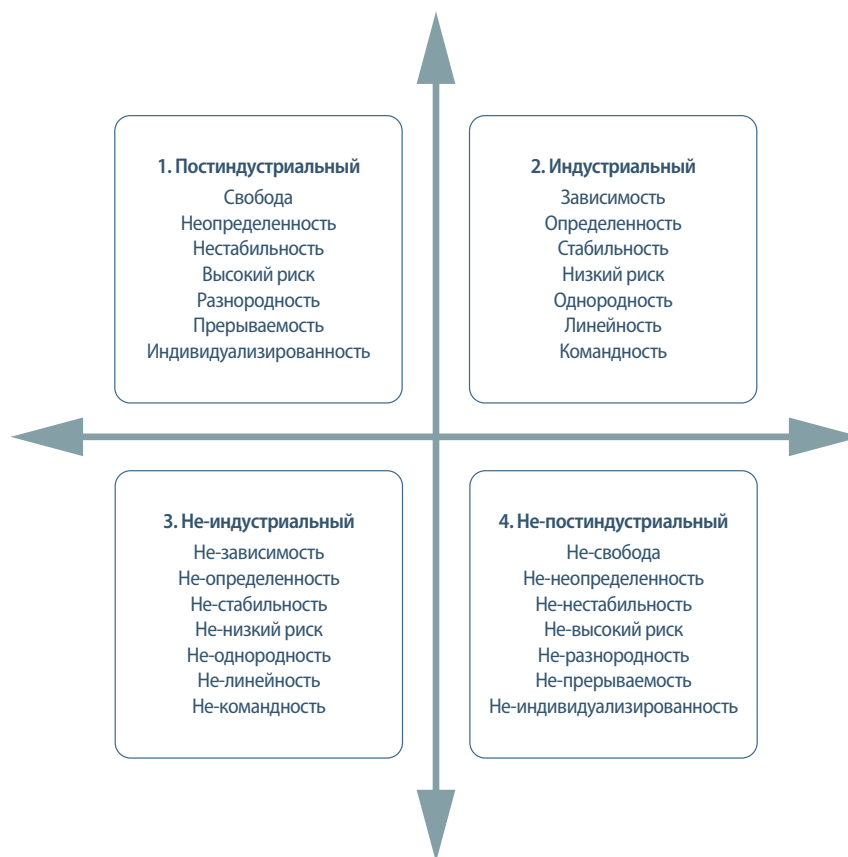 1. Постиндустриальный
Свобода
Неопределенность
Нестабильность
Высокий риск
Разнородность
Прерываемость
Индивидуализированность
2. Индустриальный
Зависимость
Определенность
Стабильность
Низкий риск
Однородность
Линейность
Командность
3. Не-индустриальный
Не-зависимость
Не-определенность
Не-стабильность
Не-низкий риск
Не-однородность
Не-линейность
Не-командность
4. Не-постиндустриальный
Не-свобода
Не-неопределенность
Не-нестабильность
Не-высокий риск
Не-разнородность
Не-прерываемость
Не-индивидуализированность